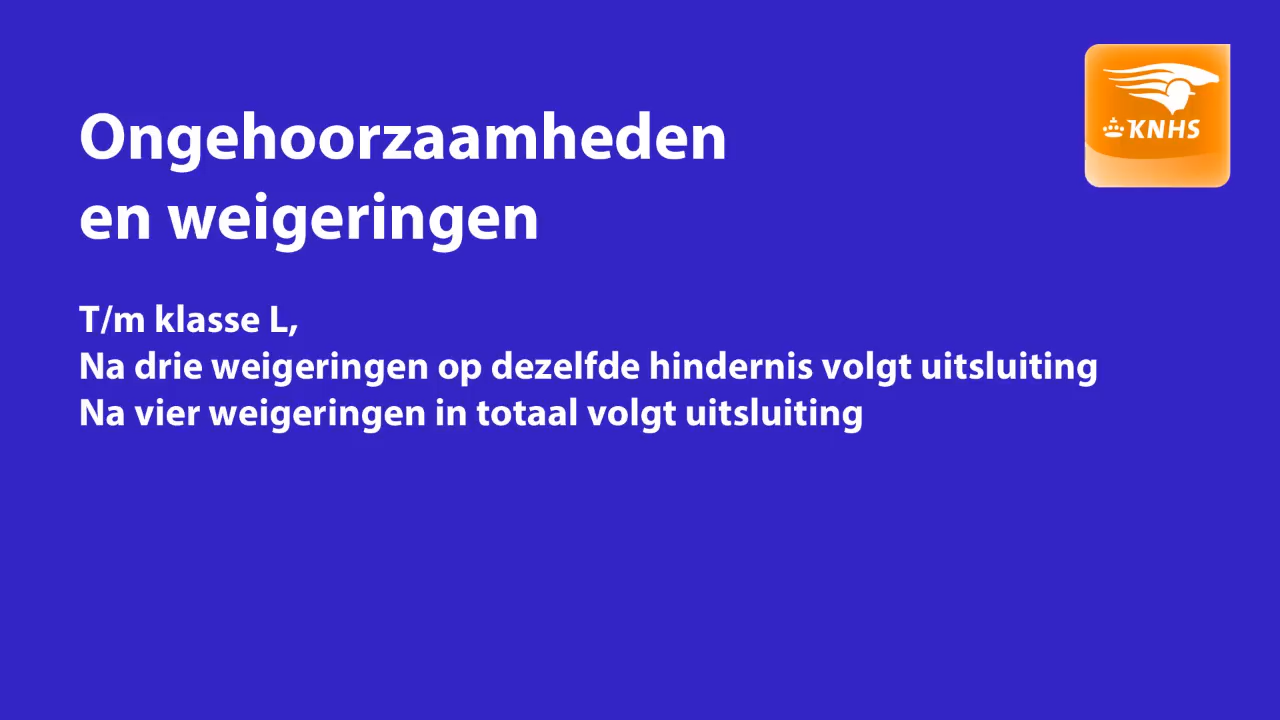 KNHS
Ongehoorzaamheden
en weigeringen
T/m klasse L,
Na drie weigeringen op dezelfde hindernis volgt uitsluiting
Na vier weigeringen in totaal volgt uitsluiting